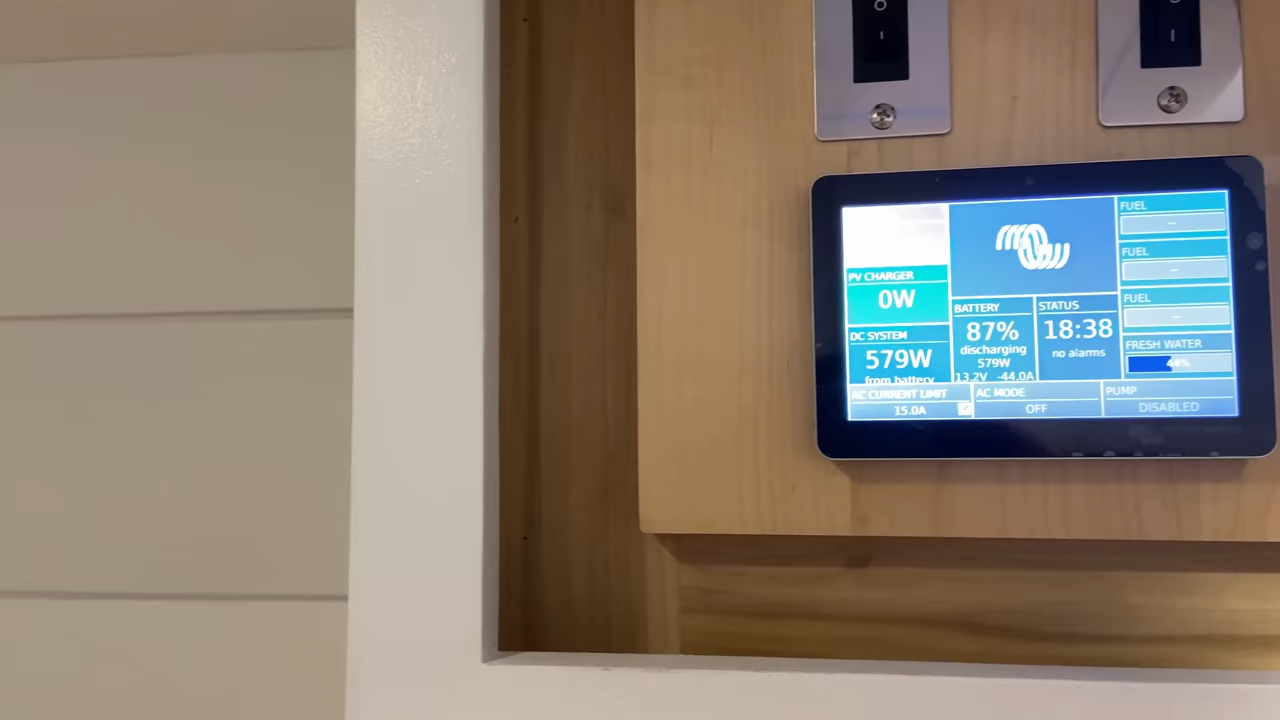 PV CHARGER
0W
DC SYSTEM
579W
from battery
BATTERY
87%
discharging
579W
13.2V -44.0A
STATUS
18:38
no alarms
FUEL
--
FUEL
--
FUEL
--
FRESH WATER
44%
AC CURRENT LIMIT
15.0A
AC MODE
OFF
PUMP
DISABLED